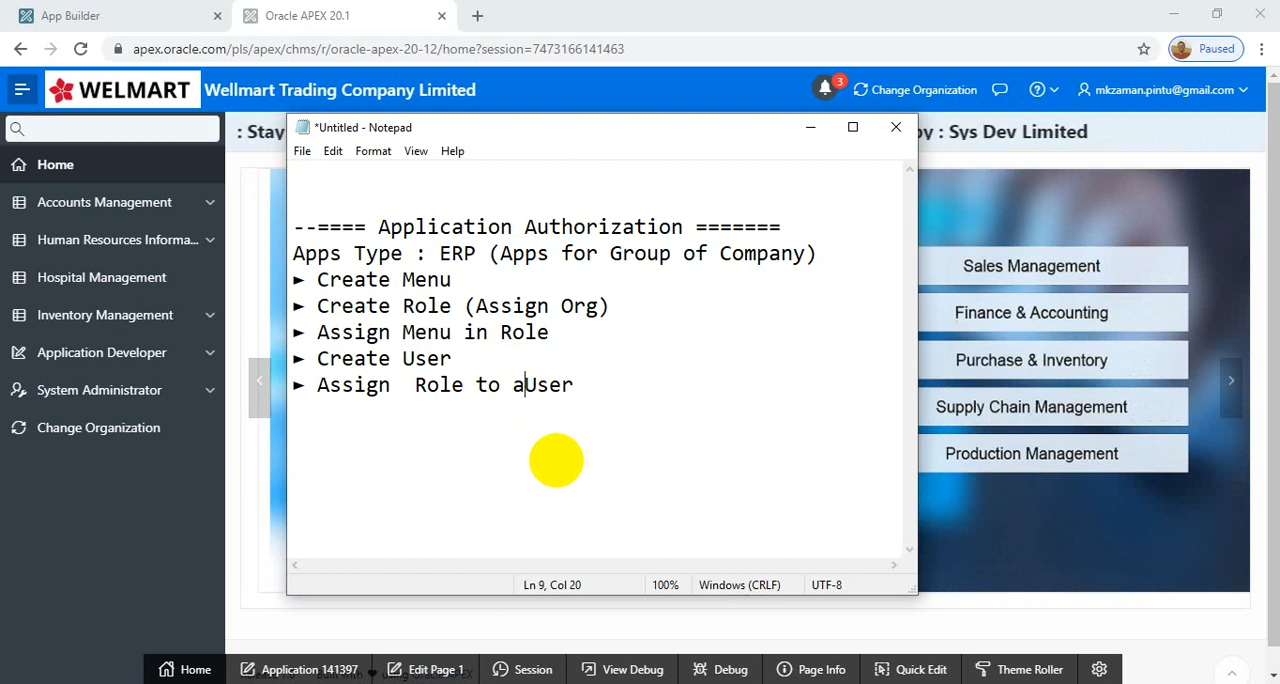 App Builder
Oracle APEX 20.1
apex.oracle.com/pls/apex/chms/r/oracle-apex-20-12/home?session=7473166141463
Paused
WELMART
Wellmart Trading Company Limited
3
Change Organization
mkzaman.pintu@gmail.com
: Stay
by : Sys Dev Limited
Home
Accounts Management
Human Resources Informa...
Hospital Management
Inventory Management
Application Developer
System Administrator
Change Organization
*Untitled - Notepad
File Edit Format View Help
--==== Application Authorization =======
Apps Type : ERP (Apps for Group of Company)
► Create Menu
► Create Role (Assign Org)
► Assign Menu in Role
► Create User
► Assign  Role to aUser
Ln 9, Col 20
100%
Windows (CRLF)
UTF-8
Sales Management
Finance & Accounting
Purchase & Inventory
Supply Chain Management
Production Management
Home
Application 141397
Edit Page 1
Session
View Debug
Debug
Page Info
Quick Edit
Theme Roller